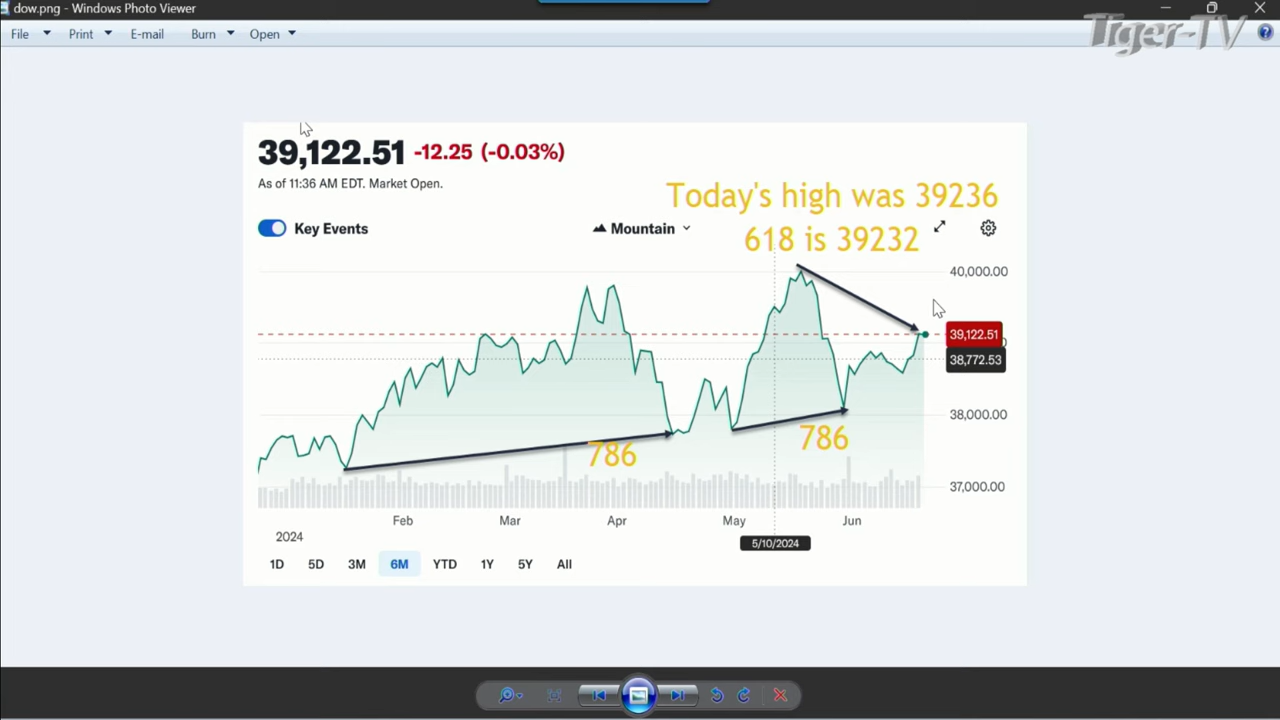 dow.png - Windows Photo Viewer
File Print E-mail Burn Open
Tiger-TV
39,122.51 -12.25 (-0.03%)
As of 11:36 AM EDT. Market Open.
Today's high was 39236
618 is 39232
Key Events Mountain
40,000.00
39,122.51
38,772.53
38,000.00
786 786
37,000.00
Feb Mar Apr May Jun
2024
5/10/2024
1D 5D 3M 6M YTD 1Y 5Y All